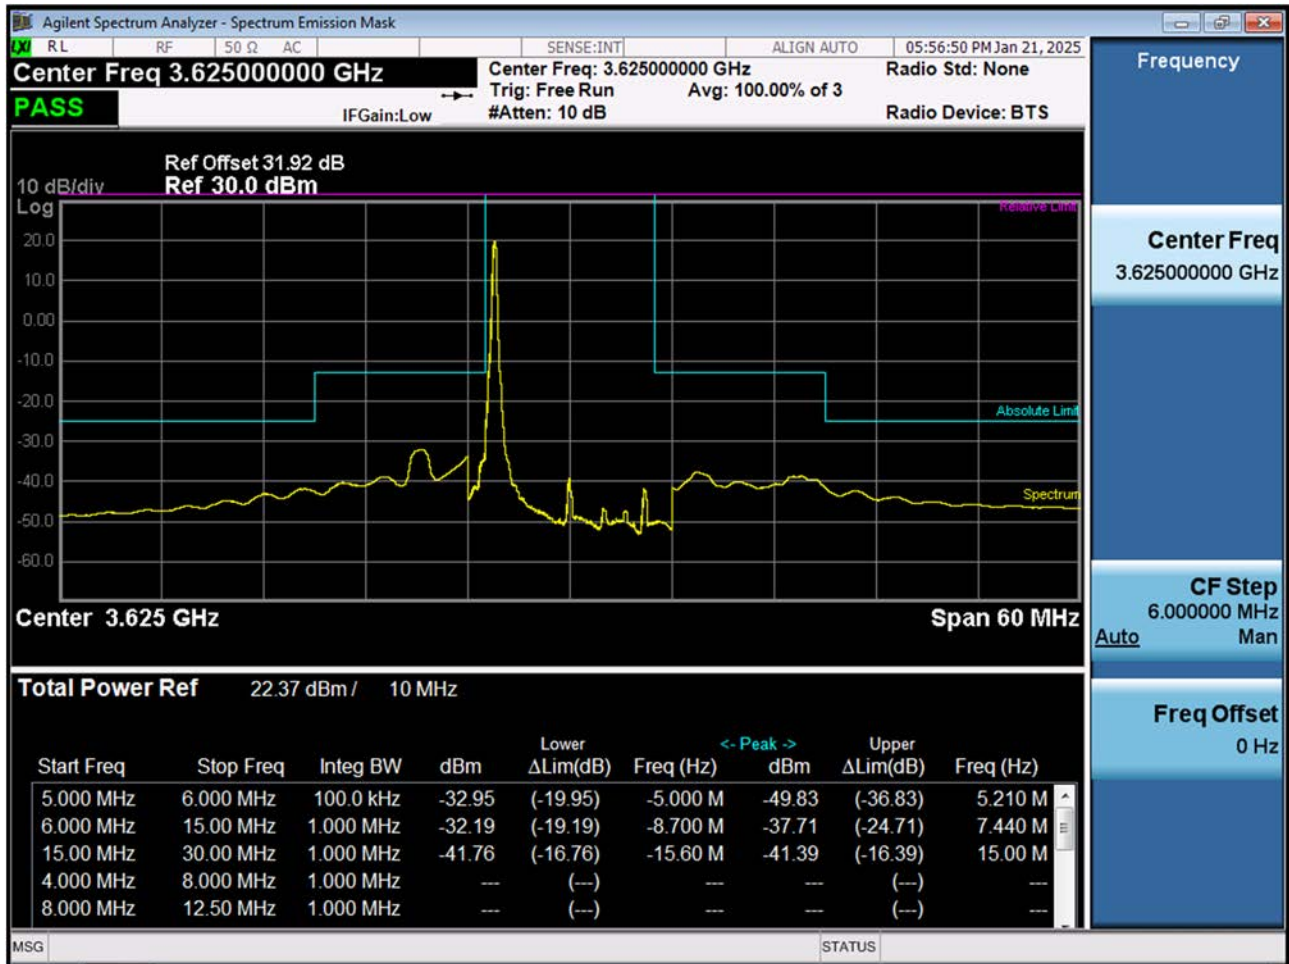 Agilent Spectrum Analyzer - Spectrum Emission Mask
LXI RL RF 50 Ω AC SENSE:INT ALIGN AUTO 05:56:50 PM Jan 21, 2025
Center Freq 3.625000000 GHz
Center Freq: 3.625000000 GHz Radio Std: None
Trig: Free Run Avg: 100.00% of 3
PASS
IFGain:Low #Atten: 10 dB Radio Device: BTS
Ref Offset 31.92 dB
10 dB/div Ref 30.0 dBm
Log
Relative Limit
20.0
10.0
0.00
-10.0
-20.0
Absolute Limit
-30.0
-40.0
Spectrum
-50.0
-60.0
Center 3.625 GHz Span 60 MHz
Total Power Ref 22.37 dBm / 10 MHz
Lower <- Peak -> Upper
Start Freq Stop Freq Integ BW dBm ΔLim(dB) Freq (Hz) dBm ΔLim(dB) Freq (Hz)
5.000 MHz 6.000 MHz 100.0 kHz -32.95 (-19.95) -5.000 M -49.83 (-36.83) 5.210 M
6.000 MHz 15.00 MHz 1.000 MHz -32.19 (-19.19) -8.700 M -37.71 (-24.71) 7.440 M
15.00 MHz 30.00 MHz 1.000 MHz -41.76 (-16.76) -15.60 M -41.39 (-16.39) 15.00 M
4.000 MHz 8.000 MHz 1.000 MHz --- (---) --- --- (---) ---
8.000 MHz 12.50 MHz 1.000 MHz --- (---) --- --- (---) ---
MSG STATUS
Frequency
Center Freq
3.625000000 GHz
CF Step
6.000000 MHz
Auto Man
Freq Offset
0 Hz